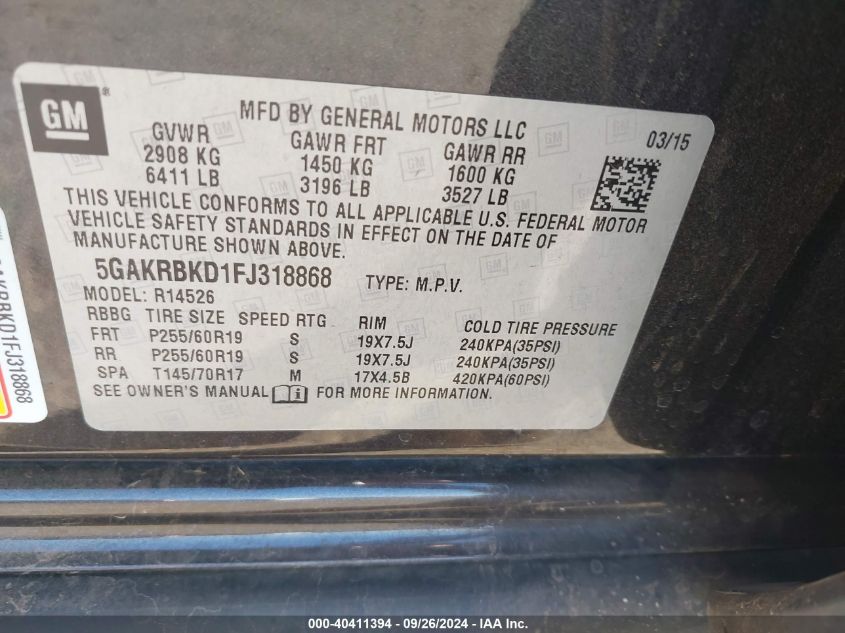 GM
MFD BY GENERAL MOTORS LLC
03/15
GVWR GAWR FRT GAWR RR
2908 KG 1450 KG 1600 KG
6411 LB 3196 LB 3527 LB
THIS VEHICLE CONFORMS TO ALL APPLICABLE U.S. FEDERAL MOTOR
VEHICLE SAFETY STANDARDS IN EFFECT ON THE DATE OF
MANUFACTURE SHOWN ABOVE.
5GAKRBKD1FJ318868 TYPE: M.P.V.
MODEL: R14526
RBBG TIRE SIZE SPEED RTG RIM COLD TIRE PRESSURE
FRT P255/60R19 S 19X7.5J 240KPA(35PSI)
RR P255/60R19 S 19X7.5J 240KPA(35PSI)
SPA T145/70R17 M 17X4.5B 420KPA(60PSI)
SEE OWNER'S MANUAL FOR MORE INFORMATION.
000-40411394 - 09/26/2024 - IAA Inc.